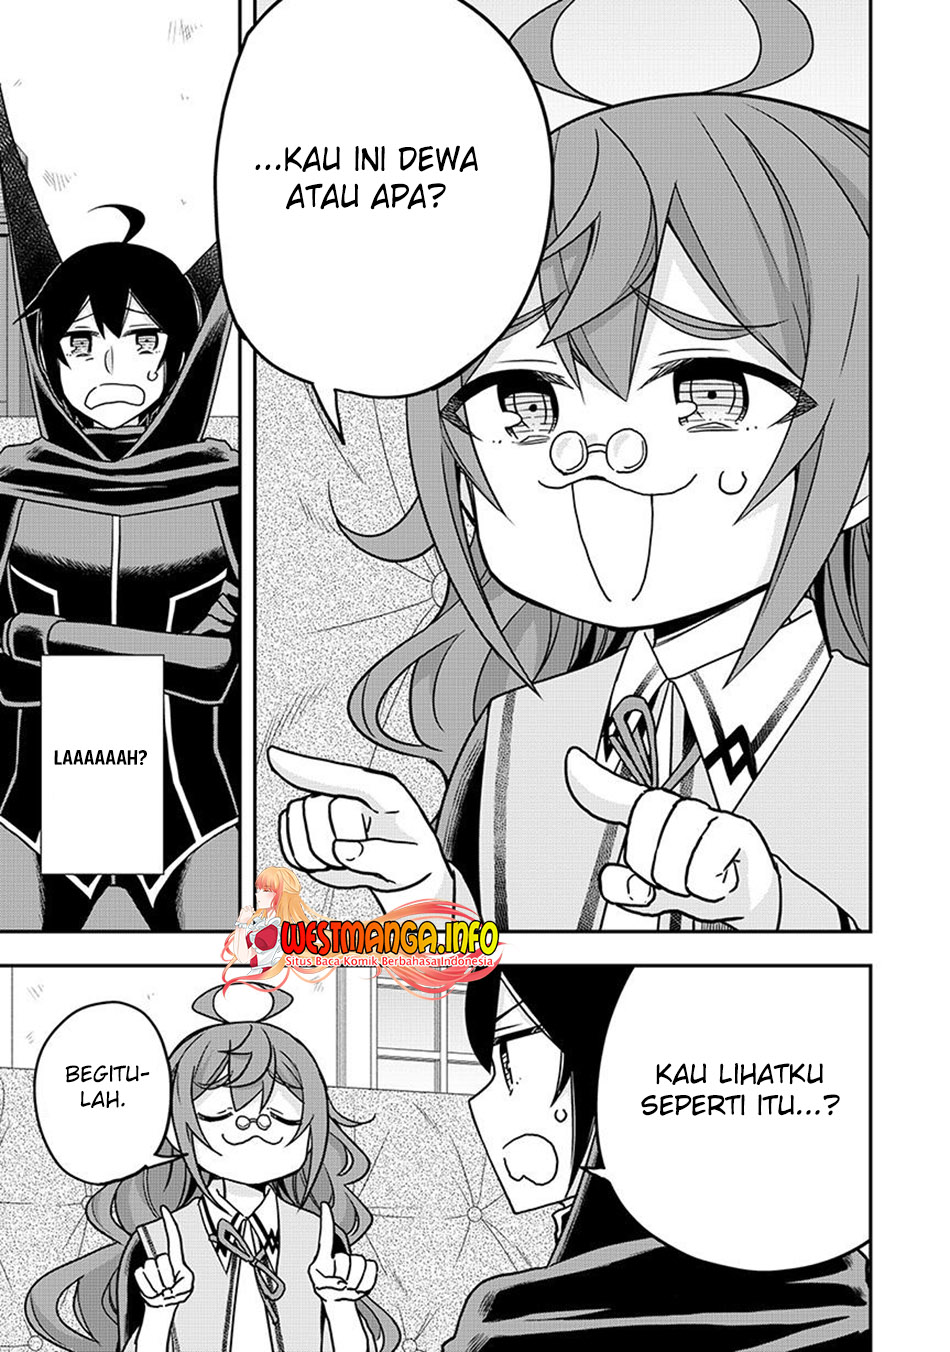 ...KAU INI DEWA
ATAU APA?
LAAAAAAH?
WESTMANGA.INFO
Situs Baca Komik Berbahasa Indonesia
KAU LIHATKU
SEPERTI ITU...?
BEGITU-
LAH.